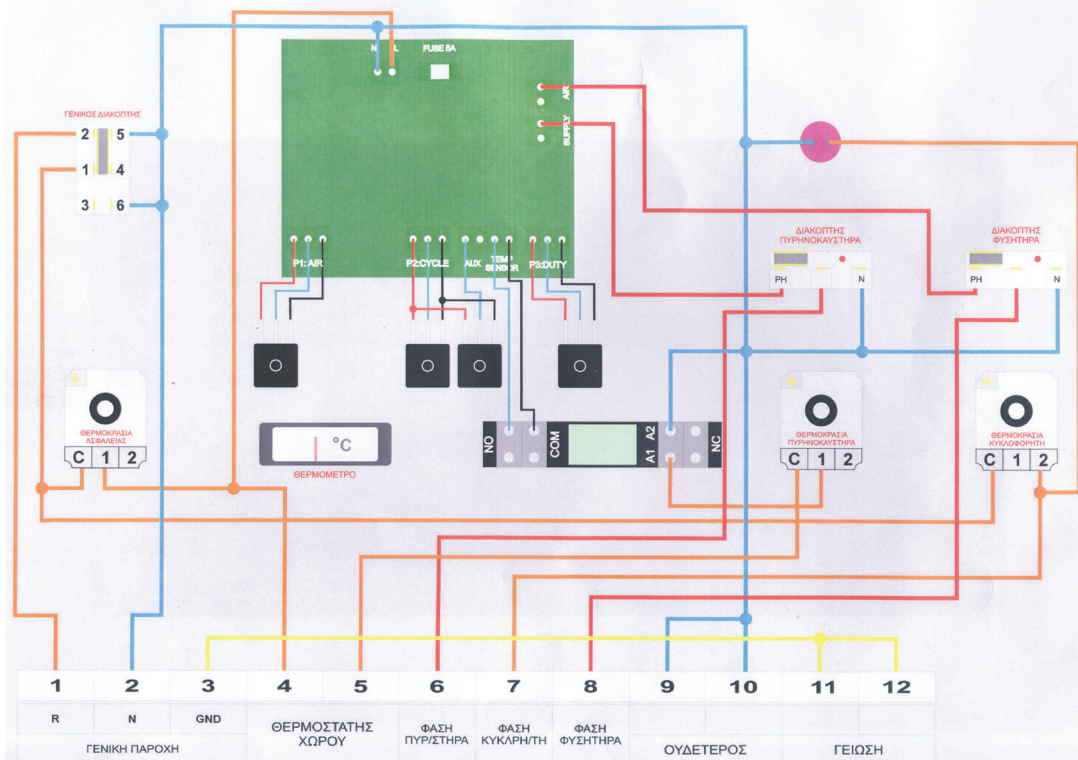 N L
FUSE 5A
AIR
SUPPLY
ΓΕΝΙΚΟΣ ΔΙΑΚΟΠΤΗΣ
2 5
1 4
3 6
P1: AIR
P2:CYCLE
AUX
TEMP
SENSOR
P3:DUTY
ΔΙΑΚΟΠΤΗΣ
ΠΥΡΗΝΟΚΑΥΣΤΗΡΑ
PH
N
ΔΙΑΚΟΠΤΗΣ
ΦΥΣΗΤΗΡΑ
PH
N
ΘΕΡΜΟΚΡΑΣΙΑ
ΑΣΦΑΛΕΙΑΣ
C 1 2
°C
ΘΕΡΜΟΜΕΤΡΟ
NO
COM
A1 A2
NC
ΘΕΡΜΟΚΡΑΣΙΑ
ΠΥΡΗΝΟΚΑΥΣΤΗΡΑ
C 1 2
ΘΕΡΜΟΚΡΑΣΙΑ
ΚΥΚΛΟΦΟΡΗΤΗ
C 1 2
1 2 3 4 5 6 7 8 9 10 11 12
R N GND
ΓΕΝΙΚΗ ΠΑΡΟΧΗ
ΘΕΡΜΟΣΤΑΤΗΣ
ΧΩΡΟΥ
ΦΑΣΗ
ΠΥΡ/ΣΤΗΡΑ
ΦΑΣΗ
ΚΥΚΛΡΗ/ΤΗ
ΦΑΣΗ
ΦΥΣΗΤΗΡΑ
ΟΥΔΕΤΕΡΟΣ
ΓΕΙΩΣΗ